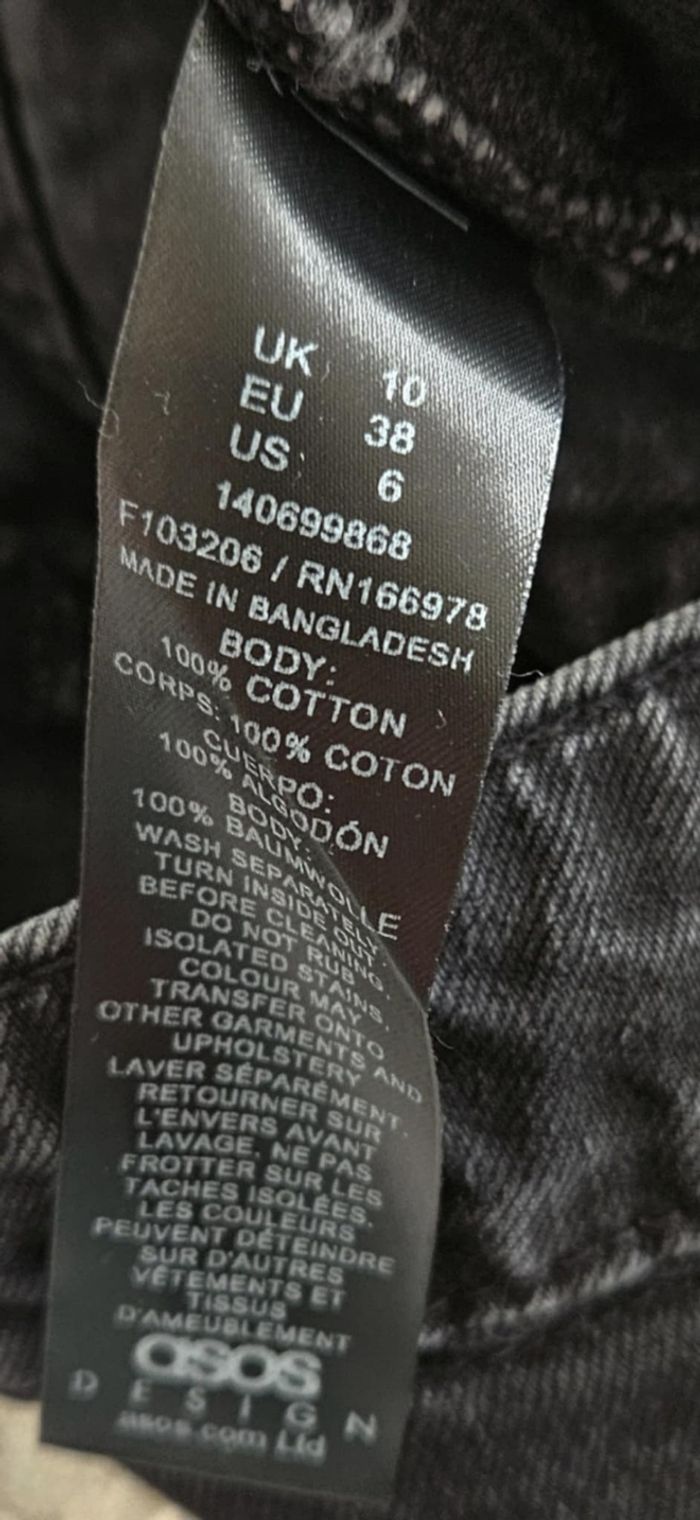 UK 10
EU 38
US 6
140699868
F103206 / RN166978
MADE IN BANGLADESH
BODY:
100% COTTON
CORPS: 100% COTON
CUERPO:
100% ALGODÓN
BODY:
100% BAUMWOLLE
WASH SEPARATELY.
TURN INSIDE OUT
BEFORE CLEANING.
DO NOT RUB
ISOLATED STAINS.
COLOUR MAY
TRANSFER ONTO
OTHER GARMENTS AND
UPHOLSTERY
LAVER SÉPARÉMENT.
RETOURNER SUR
L'ENVERS AVANT
LAVAGE. NE PAS
FROTTER SUR LES
TACHES ISOLÉES.
LES COULEURS
PEUVENT DÉTEINDRE
SUR D'AUTRES
VÊTEMENTS ET
TISSUS
D'AMEUBLEMENT
asos
DESIGN
asos.com Ltd